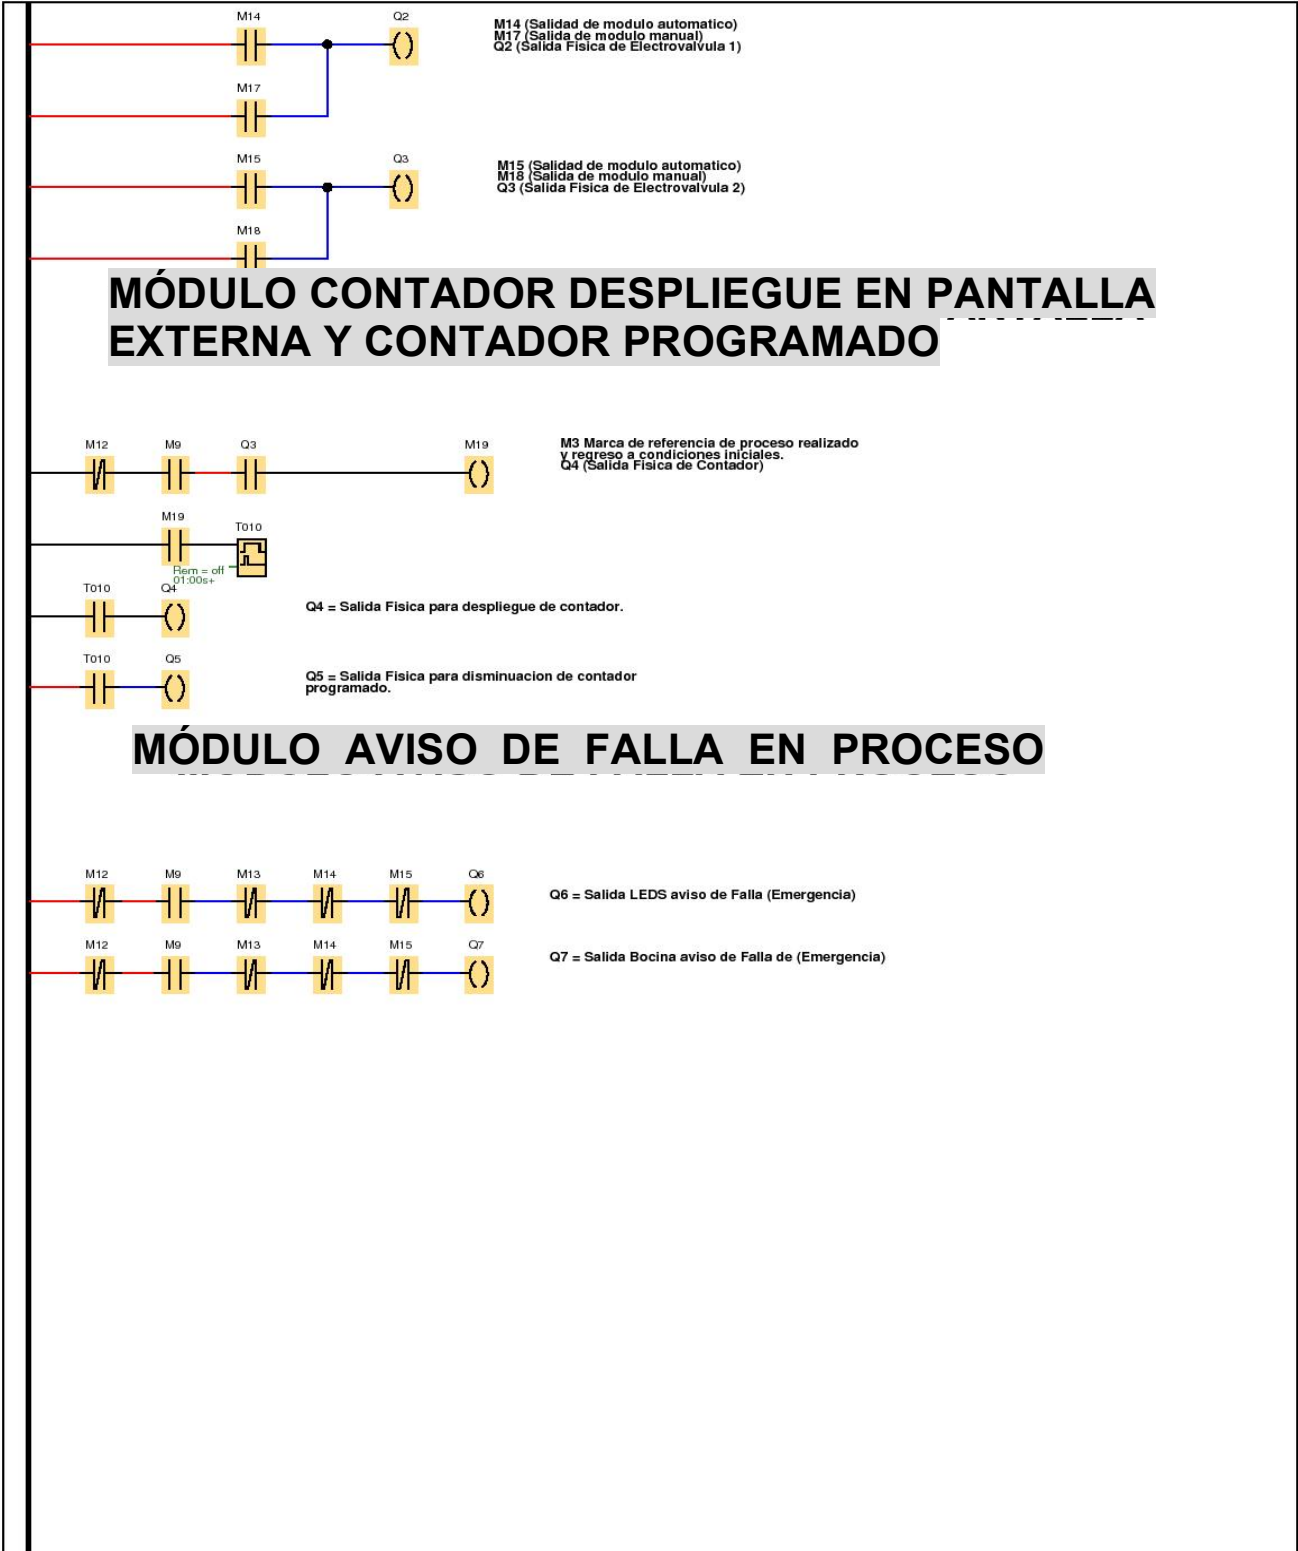 M14 Q2
M14 (Salidad de modulo automatico)
M17 (Salida de modulo manual)
Q2 (Salida Fisica de Electrovalvula 1)
M17
M15 Q3
M15 (Salidad de modulo automatico)
M18 (Salida de modulo manual)
Q3 (Salida Fisica de Electrovalvula 2)
M18
MÓDULO CONTADOR DESPLIEGUE EN PANTALLA
EXTERNA Y CONTADOR PROGRAMADO
M12 M9 Q3 M19
M3 Marca de referencia de proceso realizado
y regreso a condiciones iniciales.
Q4 (Salida Fisica de Contador)
M19
T010
Rem = off
01:00s+
T010 Q4
Q4 = Salida Fisica para despliegue de contador.
T010 Q5
Q5 = Salida Fisica para disminuacion de contador
programado.
MÓDULO AVISO DE FALLA EN PROCESO
M12 M9 M13 M14 M15 Q6
Q6 = Salida LEDS aviso de Falla (Emergencia)
M12 M9 M13 M14 M15 Q7
Q7 = Salida Bocina aviso de Falla de (Emergencia)